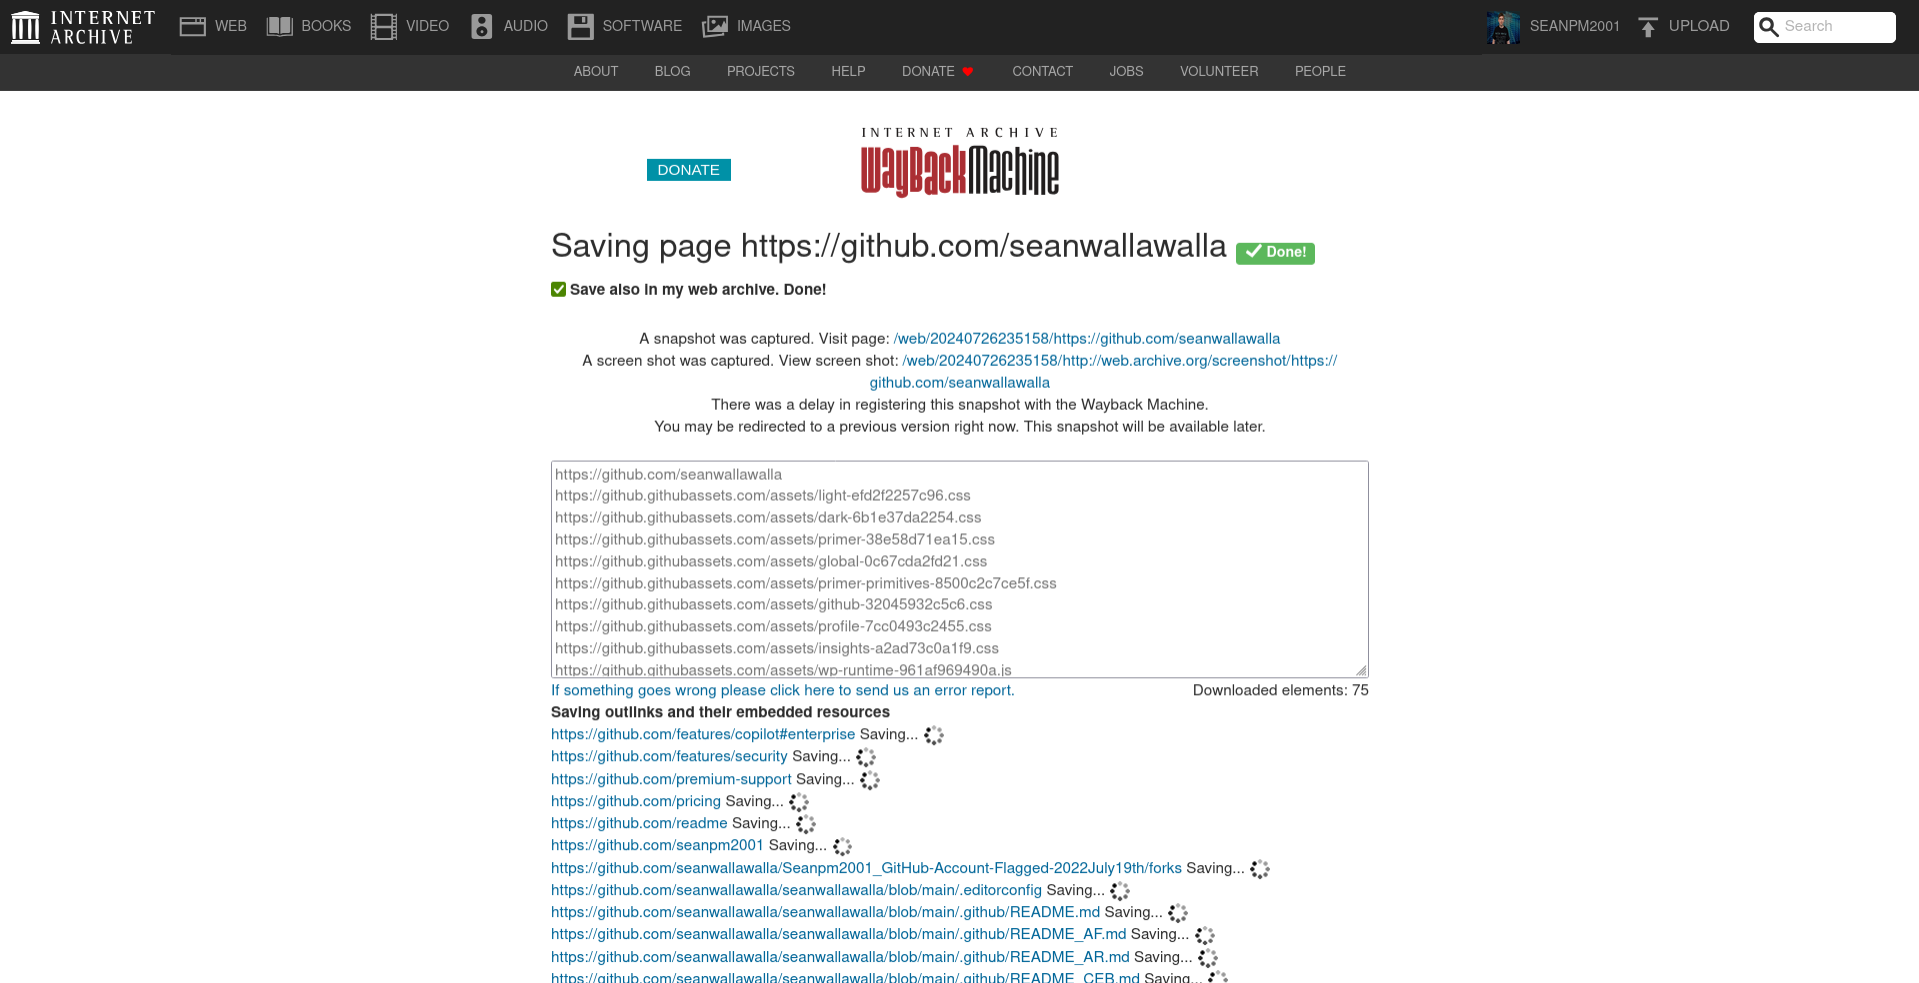 INTERNET ARCHIVE
WEB BOOKS VIDEO AUDIO SOFTWARE IMAGES SEANPM2001 UPLOAD Search
ABOUT BLOG PROJECTS HELP DONATE CONTACT JOBS VOLUNTEER PEOPLE
INTERNET ARCHIVE
DONATE
WayBackMachine
Saving page https://github.com/seanwallawalla Done!
Save also in my web archive. Done!
A snapshot was captured. Visit page: /web/20240726235158/https://github.com/seanwallawalla
A screen shot was captured. View screen shot: /web/20240726235158/http://web.archive.org/screenshot/https://
github.com/seanwallawalla
There was a delay in registering this snapshot with the Wayback Machine.
You may be redirected to a previous version right now. This snapshot will be available later.
https://github.com/seanwallawalla
https://github.githubassets.com/assets/light-efd2f2257c96.css
https://github.githubassets.com/assets/dark-6b1e37da2254.css
https://github.githubassets.com/assets/primer-38e58d71ea15.css
https://github.githubassets.com/assets/global-0c67cda2fd21.css
https://github.githubassets.com/assets/primer-primitives-8500c2c7ce5f.css
https://github.githubassets.com/assets/github-32045932c5c6.css
https://github.githubassets.com/assets/profile-7cc0493c2455.css
https://github.githubassets.com/assets/insights-a2ad73c0a1f9.css
https://github.githubassets.com/assets/wp-runtime-961af969490a.js
If something goes wrong please click here to send us an error report. Downloaded elements: 75
Saving outlinks and their embedded resources
https://github.com/features/copilot#enterprise Saving...
https://github.com/features/security Saving...
https://github.com/premium-support Saving...
https://github.com/pricing Saving...
https://github.com/readme Saving...
https://github.com/seanpm2001 Saving...
https://github.com/seanwallawalla/Seanpm2001_GitHub-Account-Flagged-2022July19th/forks Saving...
https://github.com/seanwallawalla/seanwallawalla/blob/main/.editorconfig Saving...
https://github.com/seanwallawalla/seanwallawalla/blob/main/.github/README.md Saving...
https://github.com/seanwallawalla/seanwallawalla/blob/main/.github/README_AF.md Saving...
https://github.com/seanwallawalla/seanwallawalla/blob/main/.github/README_AR.md Saving...
https://github.com/seanwallawalla/seanwallawalla/blob/main/.github/README_CEB.md Saving...